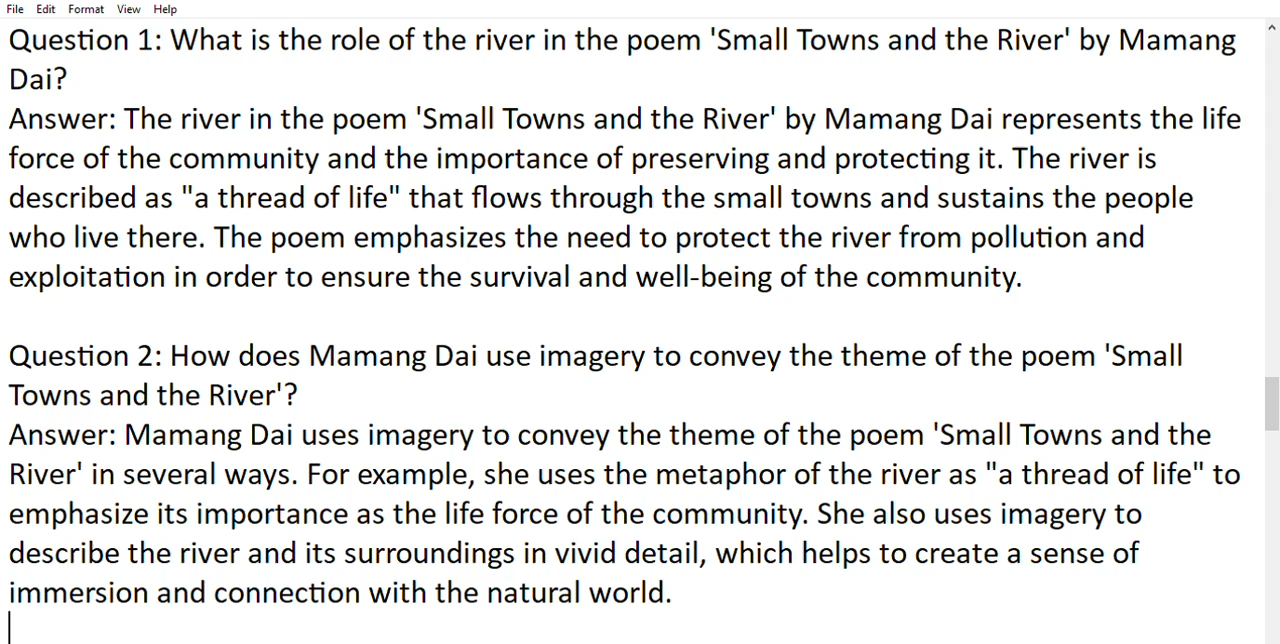 File Edit Format View Help
Question 1: What is the role of the river in the poem 'Small Towns and the River' by Mamang
Dai?
Answer: The river in the poem 'Small Towns and the River' by Mamang Dai represents the life
force of the community and the importance of preserving and protecting it. The river is
described as "a thread of life" that flows through the small towns and sustains the people
who live there. The poem emphasizes the need to protect the river from pollution and
exploitation in order to ensure the survival and well-being of the community.
Question 2: How does Mamang Dai use imagery to convey the theme of the poem 'Small
Towns and the River'?
Answer: Mamang Dai uses imagery to convey the theme of the poem 'Small Towns and the
River' in several ways. For example, she uses the metaphor of the river as "a thread of life" to
emphasize its importance as the life force of the community. She also uses imagery to
describe the river and its surroundings in vivid detail, which helps to create a sense of
immersion and connection with the natural world.